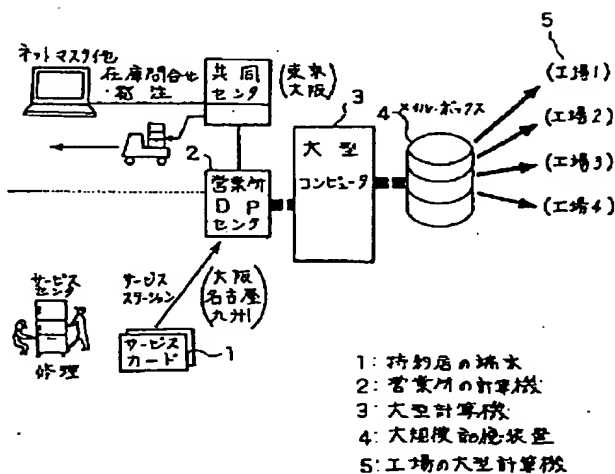 5
ネットマスタ他
在庫問合せ
・発注
共同
センタ
(東京
大阪)
3
4
メイル・ボックス
(工場1)
(工場2)
(工場3)
(工場4)
大型
コンピュータ
2
営業所
DP
センタ
サービス
センタ
サービス
ステーション
(大阪
名古屋
九州)
サービス
カード
1
修理
1:特約店の端末
2:営業所の計算機
3:大型計算機
4:大規模記憶装置
5:工場の大型計算機